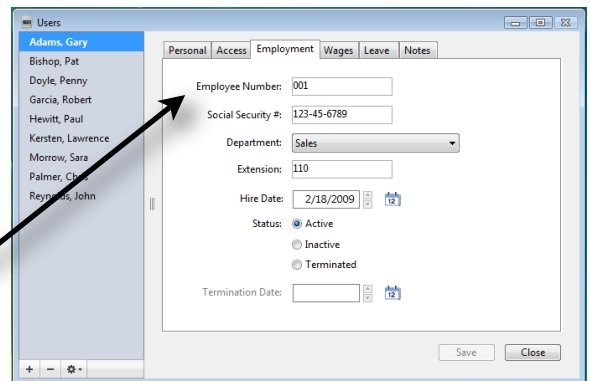 Users
Adams, Gary
Bishop, Pat
Doyle, Penny
Garcia, Robert
Hewitt, Paul
Kersten, Lawrence
Morrow, Sara
Palmer, Chris
Reynolds, John
Personal Access Employment Wages Leave Notes
Employee Number: 001
Social Security #: 123-45-6789
Department: Sales
Extension: 110
Hire Date: 2/18/2009 12
Status: Active
Inactive
Terminated
Termination Date: 12
Save Close